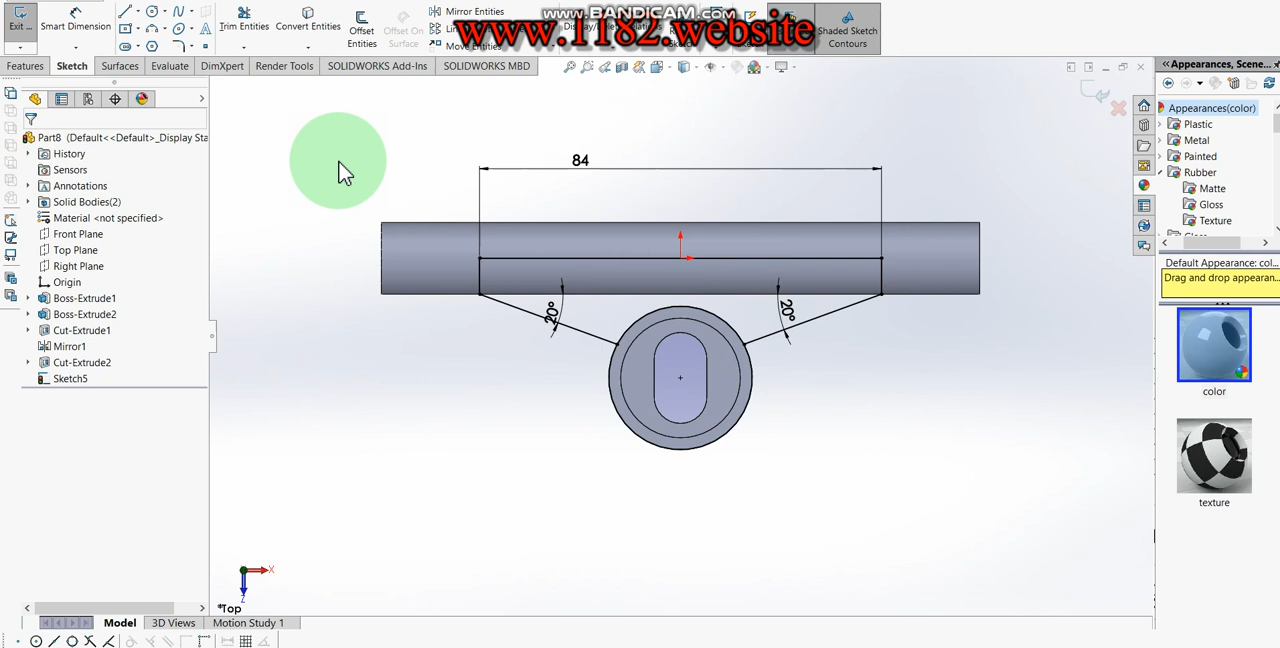 www.BANDICAM.com
www.1182.website
Exit ...
Smart Dimension
Trim Entities
Convert Entities
Offset
Entities
Offset On
Surface
Mirror Entities
Move Entities
Shaded Sketch
Contours
Features
Sketch
Surfaces
Evaluate
DimXpert
Render Tools
SOLIDWORKS Add-Ins
SOLIDWORKS MBD
Part8 (Default<<Default>_Display Sta
History
Sensors
Annotations
Solid Bodies(2)
Material <not specified>
Front Plane
Top Plane
Right Plane
Origin
Boss-Extrude1
Boss-Extrude2
Cut-Extrude1
Mirror1
Cut-Extrude2
Sketch5
84
20°
20°
X
Z
*Top
Model
3D Views
Motion Study 1
Appearances, Scene...
Appearances(color)
Plastic
Metal
Painted
Rubber
Matte
Gloss
Texture
Default Appearance: col...
Drag and drop appearan...
color
texture